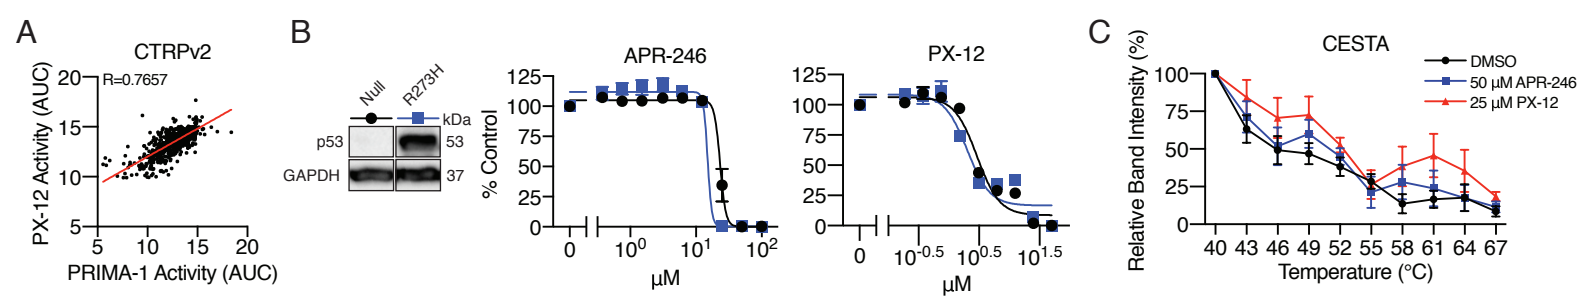 A
CTRPv2
R=0.7657
PX-12 Activity (AUC)
20
15
10
5
5 10 15 20
PRIMA-1 Activity (AUC)
B
Null
R273H
kDa
p53
53
GAPDH
37
APR-246
% Control
125
100
75
50
25
0
0 10⁰ 10¹ 10²
µM
PX-12
125
100
75
50
25
0
0 10⁻⁰·⁵ 10⁰·⁵ 10¹·⁵
µM
C
CESTA
Relative Band Intensity (%)
100
75
50
25
0
40 43 46 49 52 55 58 61 64 67
Temperature (°C)
DMSO
50 µM APR-246
25 µM PX-12